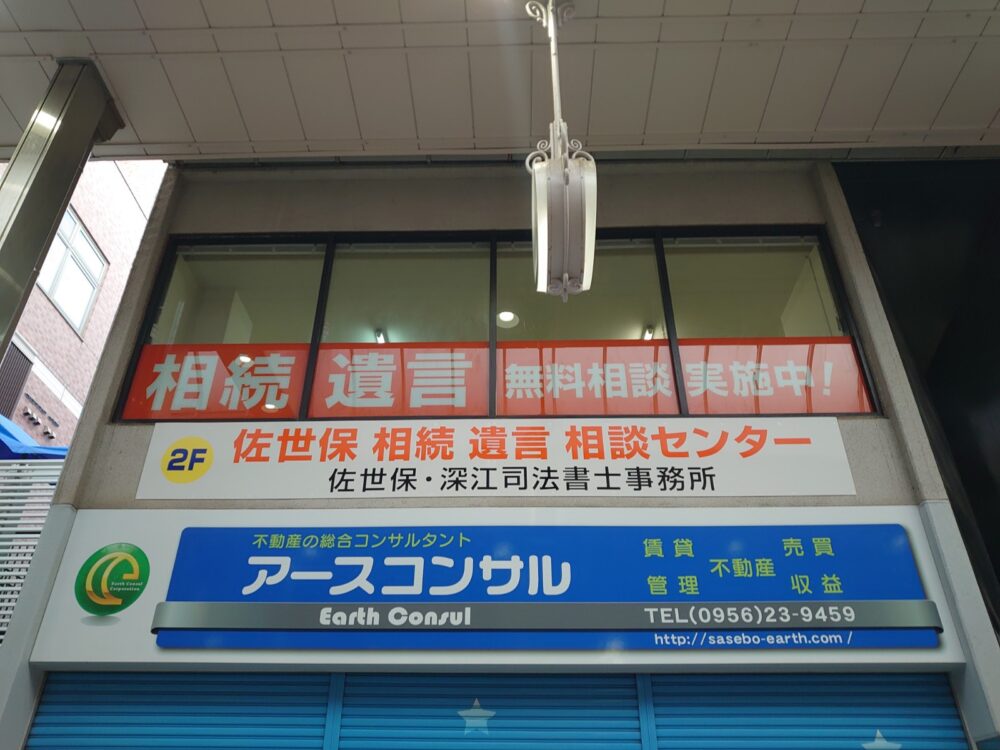 相続 遺言 無料相談 実施中!
2F 佐世保 相続 遺言 相談センター
佐世保・深江司法書士事務所
不動産の総合コンサルタント
アースコンサル
賃貸 不動産 売買
管理 収益
Earth Consul
TEL(0956)23-9459
http://sasebo-earth.com/
Earth Consul
Corporation